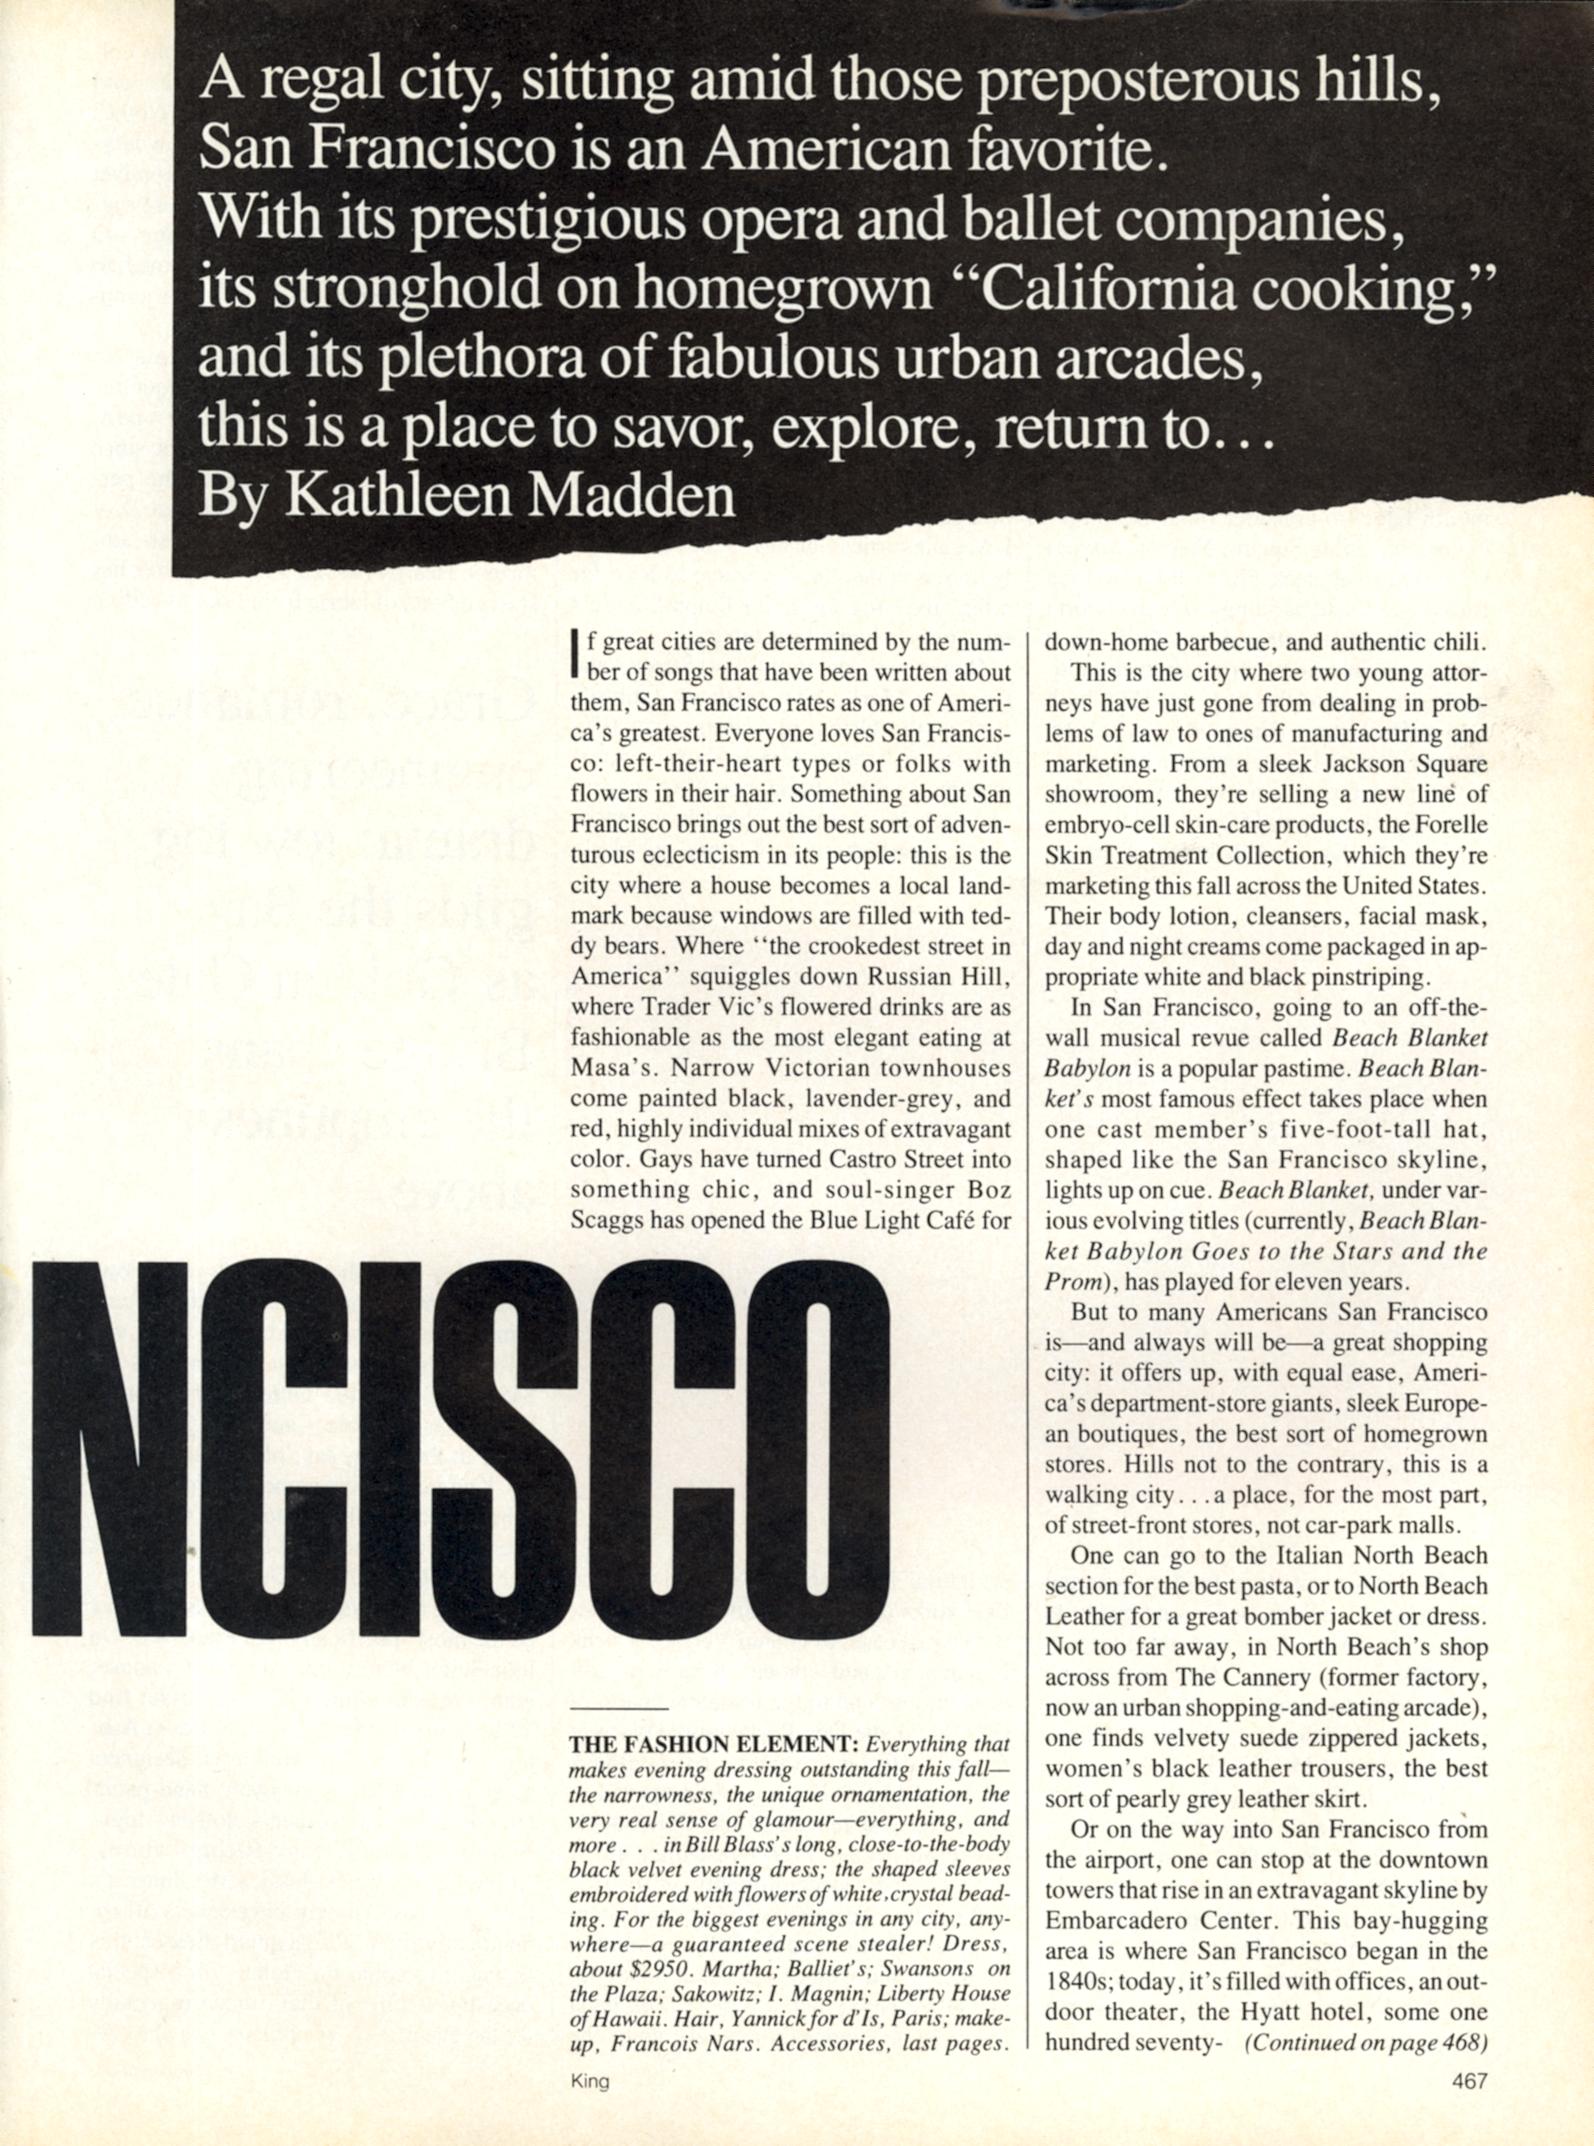 A regal city, sitting amid those preposterous hills,
San Francisco is an American favorite.
With its prestigious opera and ballet companies,
its stronghold on homegrown “California cooking,”
and its plethora of fabulous urban arcades,
this is a place to savor, explore, return to...
By Kathleen Madden
If great cities are determined by the num-
ber of songs that have been written about
them, San Francisco rates as one of Ameri-
ca's greatest. Everyone loves San Francis-
co: left-their-heart types or folks with
flowers in their hair. Something about San
Francisco brings out the best sort of adven-
turous eclecticism in its people: this is the
city where a house becomes a local land-
mark because windows are filled with ted-
dy bears. Where “the crookedest street in
America” squiggles down Russian Hill,
where Trader Vic's flowered drinks are as
fashionable as the most elegant eating at
Masa's. Narrow Victorian townhouses
come painted black, lavender-grey, and
red, highly individual mixes of extravagant
color. Gays have turned Castro Street into
something chic, and soul-singer Boz
Scaggs has opened the Blue Light Café for
down-home barbecue, and authentic chili.
This is the city where two young attor-
neys have just gone from dealing in prob-
lems of law to ones of manufacturing and
marketing. From a sleek Jackson Square
showroom, they're selling a new line of
embryo-cell skin-care products, the Forelle
Skin Treatment Collection, which they're
marketing this fall across the United States.
Their body lotion, cleansers, facial mask,
day and night creams come packaged in ap-
propriate white and black pinstriping.
In San Francisco, going to an off-the-
wall musical revue called Beach Blanket
Babylon is a popular pastime. Beach Blan-
ket's most famous effect takes place when
one cast member's five-foot-tall hat,
shaped like the San Francisco skyline,
lights up on cue. Beach Blanket, under var-
ious evolving titles (currently, Beach Blan-
ket Babylon Goes to the Stars and the
Prom), has played for eleven years.
But to many Americans San Francisco
is—and always will be—a great shopping
city: it offers up, with equal ease, Ameri-
ca's department-store giants, sleek Europe-
an boutiques, the best sort of homegrown
stores. Hills not to the contrary, this is a
walking city...a place, for the most part,
of street-front stores, not car-park malls.
One can go to the Italian North Beach
section for the best pasta, or to North Beach
Leather for a great bomber jacket or dress.
Not too far away, in North Beach's shop
across from The Cannery (former factory,
now an urban shopping-and-eating arcade),
one finds velvety suede zippered jackets,
women's black leather trousers, the best
sort of pearly grey leather skirt.
Or on the way into San Francisco from
the airport, one can stop at the downtown
towers that rise in an extravagant skyline by
Embarcadero Center. This bay-hugging
area is where San Francisco began in the
1840s; today, it's filled with offices, an out-
door theater, the Hyatt hotel, some one
hundred seventy- (Continued on page 468)
NCISCO
THE FASHION ELEMENT: Everything that
makes evening dressing outstanding this fall—
the narrowness, the unique ornamentation, the
very real sense of glamour—everything, and
more . . . in Bill Blass's long, close-to-the-body
black velvet evening dress; the shaped sleeves
embroidered with flowers of white crystal bead-
ing. For the biggest evenings in any city, any-
where—a guaranteed scene stealer! Dress,
about $2950. Martha; Balliet's; Swansons on
the Plaza; Sakowitz; I. Magnin; Liberty House
of Hawaii. Hair, Yannick for d'Is, Paris; make-
up, Francois Nars. Accessories, last pages.
King
467